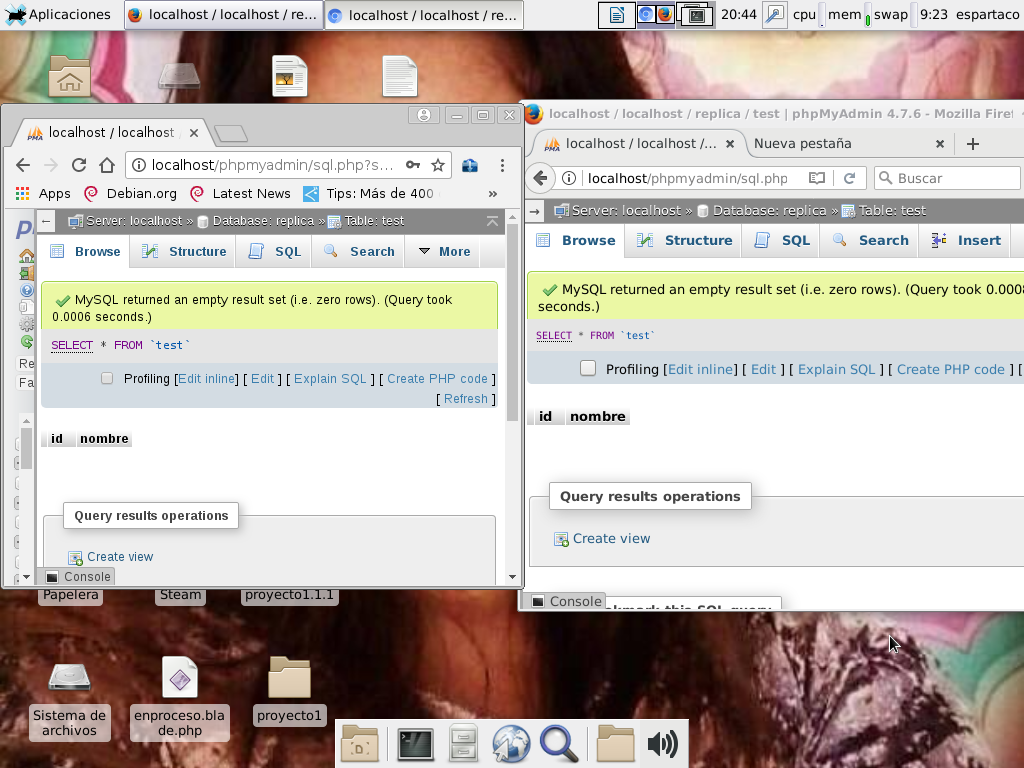 Aplicaciones
localhost / localhost / re...
localhost / localhost / re...
20:44
cpu
mem
swap
9:23
espartaco
localhost / localhost
localhost/phpmyadmin/sql.php?s...
Apps
Debian.org
Latest News
Tips: Más de 400
»
PMA
Server: localhost » Database: replica » Table: test
Browse
Structure
SQL
Search
More
MySQL returned an empty result set (i.e. zero rows). (Query took
0.0006 seconds.)
SELECT * FROM `test`
Profiling [Edit inline] [ Edit ] [ Explain SQL ] [ Create PHP code ]
[ Refresh ]
Re
Fa
id nombre
Query results operations
Create view
Console
localhost / localhost / replica / test | phpMyAdmin 4.7.6 - Mozilla Firef
PMA
localhost / localhost /...
Nueva pestaña
localhost/phpmyadmin/sql.php
Buscar
Server: localhost » Database: replica » Table: test
Browse
Structure
SQL
Search
Insert
MySQL returned an empty result set (i.e. zero rows). (Query took 0.0008
seconds.)
SELECT * FROM `test`
Profiling [Edit inline] [ Edit ] [ Explain SQL ] [ Create PHP code ] [
id nombre
Query results operations
Create view
Console
Papelera
Steam
proyecto1.1.1
Sistema de
archivos
enproceso.bla
de.php
proyecto1